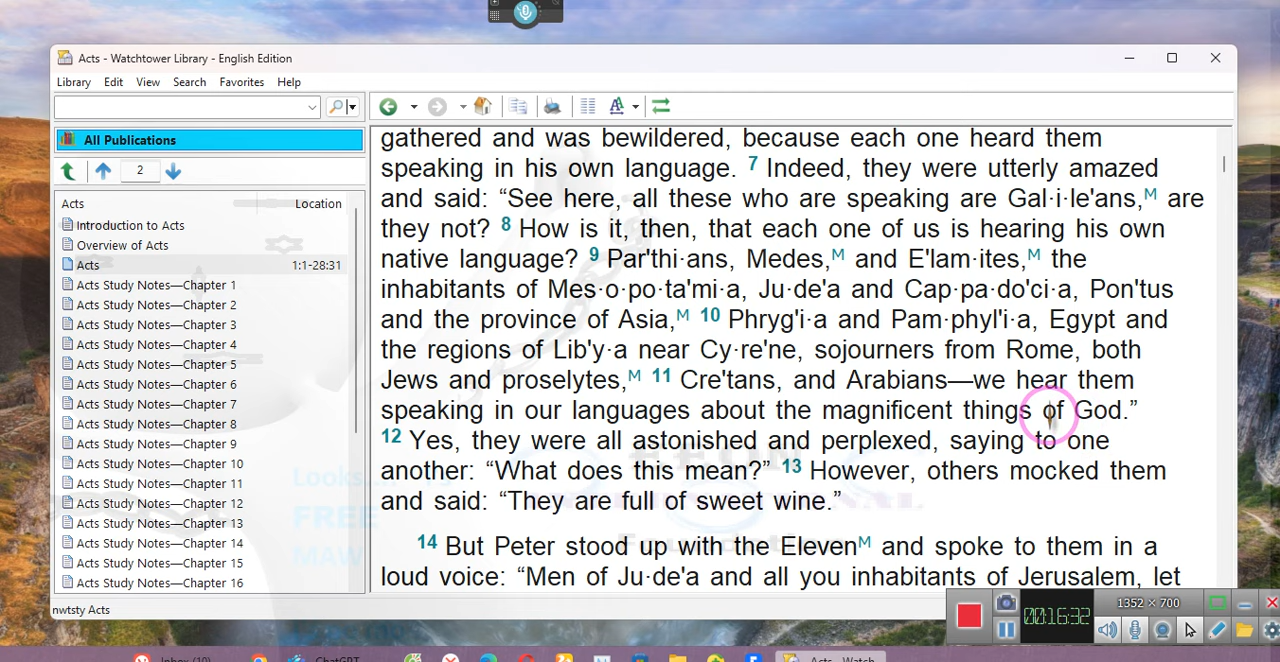 Acts - Watchtower Library - English Edition
Library Edit View Search Favorites Help
All Publications
2
Acts Location
Introduction to Acts
Overview of Acts
Acts 1:1-28:31
Acts Study Notes—Chapter 1
Acts Study Notes—Chapter 2
Acts Study Notes—Chapter 3
Acts Study Notes—Chapter 4
Acts Study Notes—Chapter 5
Acts Study Notes—Chapter 6
Acts Study Notes—Chapter 7
Acts Study Notes—Chapter 8
Acts Study Notes—Chapter 9
Acts Study Notes—Chapter 10
Acts Study Notes—Chapter 11
Acts Study Notes—Chapter 12
Acts Study Notes—Chapter 13
Acts Study Notes—Chapter 14
Acts Study Notes—Chapter 15
Acts Study Notes—Chapter 16
nwtsty Acts
gathered and was bewildered, because each one heard them
speaking in his own language. 7 Indeed, they were utterly amazed
and said: “See here, all these who are speaking are Gal·i·le'ans,M are
they not? 8 How is it, then, that each one of us is hearing his own
native language? 9 Par'thi·ans, Medes,M and E'lam·ites,M the
inhabitants of Mes·o·po·ta'mi·a, Ju·de'a and Cap·pa·do'ci·a, Pon'tus
and the province of Asia,M 10 Phryg'i·a and Pam·phyl'i·a, Egypt and
the regions of Lib'y·a near Cy·re'ne, sojourners from Rome, both
Jews and proselytes,M 11 Cre'tans, and Arabians—we hear them
speaking in our languages about the magnificent things of God.”
12 Yes, they were all astonished and perplexed, saying to one
another: “What does this mean?” 13 However, others mocked them
and said: “They are full of sweet wine.”
14 But Peter stood up with the ElevenM and spoke to them in a
loud voice: “Men of Ju·de'a and all you inhabitants of Jerusalem, let
Looks
FREE
MAW
1352 × 700
00:16:32
Inbox (10)
ChatGPT
Acts - Watch